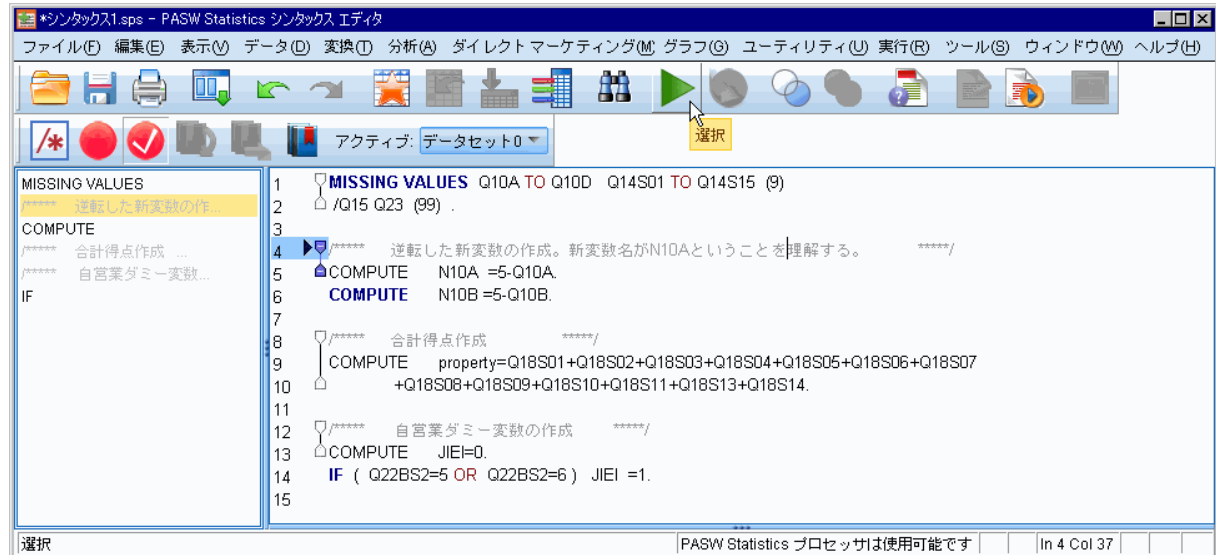 *シンタックス1.sps - PASW Statistics シンタックス エディタ
ファイル(F) 編集(E) 表示(V) データ(D) 変換(T) 分析(A) ダイレクトマーケティング(M) グラフ(G) ユーティリティ(U) 実行(R) ツール(S) ウィンドウ(W) ヘルプ(H)
選択
/* アクティブ: データセット0
MISSING VALUES
/***** 逆転した新変数の作...
COMPUTE
/***** 合計得点作成 ...
/***** 自営業ダミー変数...
IF
1 MISSING VALUES Q10A TO Q10D Q14S01 TO Q14S15 (9)
2 /Q15 Q23 (99) .
3
4 /***** 逆転した新変数の作成。新変数名がN10Aということを理解する。 *****/
5 COMPUTE N10A =5-Q10A.
6 COMPUTE N10B =5-Q10B.
7
8 /***** 合計得点作成 *****/
9 COMPUTE property=Q18S01+Q18S02+Q18S03+Q18S04+Q18S05+Q18S06+Q18S07
10 +Q18S08+Q18S09+Q18S10+Q18S11+Q18S13+Q18S14.
11
12 /***** 自営業ダミー変数の作成 *****/
13 COMPUTE JIEI=0.
14 IF ( Q22BS2=5 OR Q22BS2=6 ) JIEI =1.
15
選択 PASW Statistics プロセッサは使用可能です In 4 Col 37